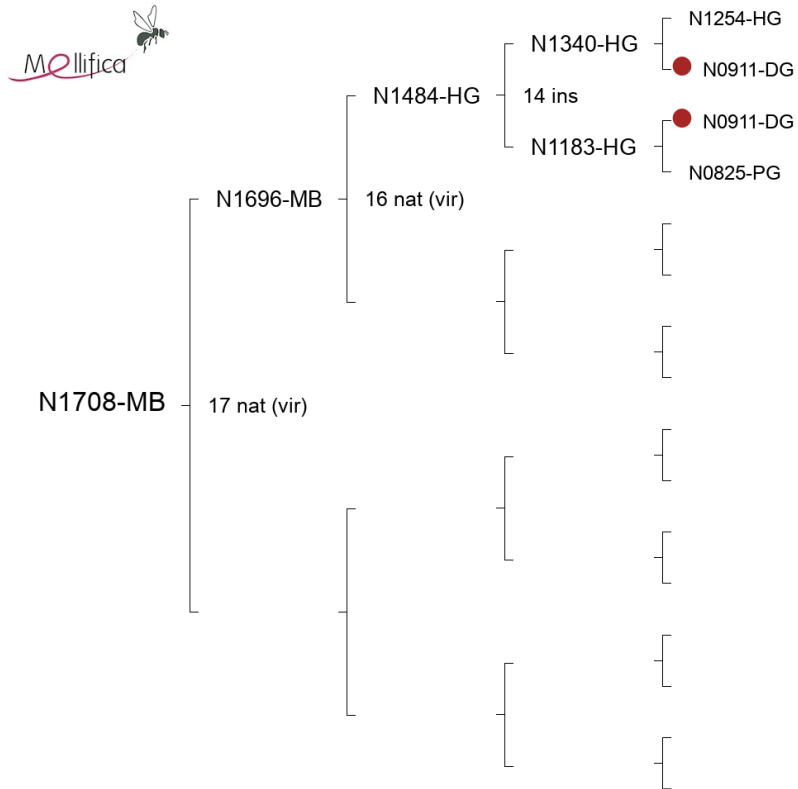 Mellifica
N1254-HG
N1340-HG
N0911-DG
N1484-HG
14 ins
N0911-DG
N1183-HG
N0825-PG
N1696-MB
16 nat (vir)
N1708-MB
17 nat (vir)